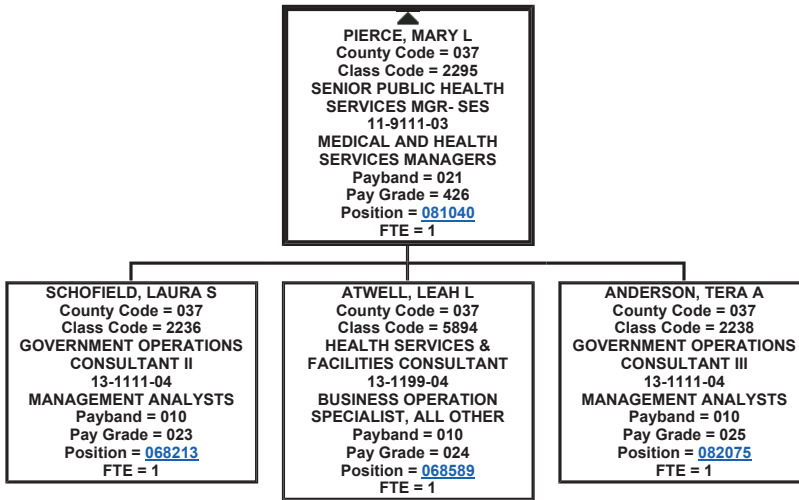 PIERCE, MARY L
County Code = 037
Class Code = 2295
SENIOR PUBLIC HEALTH
SERVICES MGR- SES
11-9111-03
MEDICAL AND HEALTH
SERVICES MANAGERS
Payband = 021
Pay Grade = 426
Position = 081040
FTE = 1
SCHOFIELD, LAURA S
County Code = 037
Class Code = 2236
GOVERNMENT OPERATIONS
CONSULTANT II
13-1111-04
MANAGEMENT ANALYSTS
Payband = 010
Pay Grade = 023
Position = 068213
FTE = 1
ATWELL, LEAH L
County Code = 037
Class Code = 5894
HEALTH SERVICES &
FACILITIES CONSULTANT
13-1199-04
BUSINESS OPERATION
SPECIALIST, ALL OTHER
Payband = 010
Pay Grade = 024
Position = 068589
FTE = 1
ANDERSON, TERA A
County Code = 037
Class Code = 2238
GOVERNMENT OPERATIONS
CONSULTANT III
13-1111-04
MANAGEMENT ANALYSTS
Payband = 010
Pay Grade = 025
Position = 082075
FTE = 1